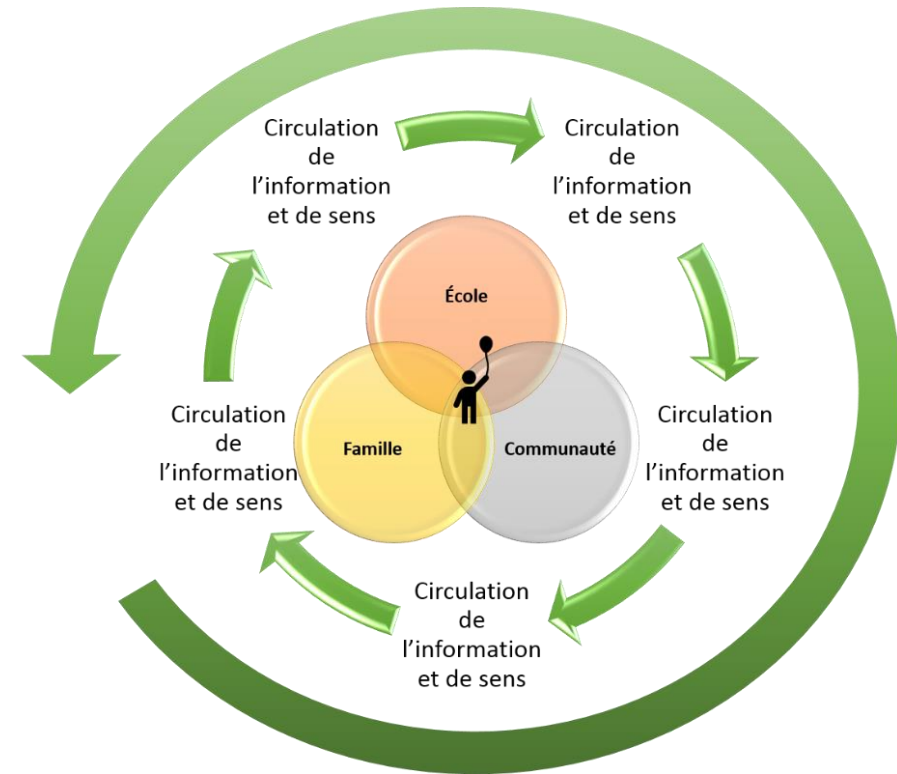 Circulation
de
l'information
et de sens
Circulation
de
l'information
et de sens
École
Famille
Communauté
Circulation
de
l'information
et de sens
Circulation
de
l'information
et de sens
Circulation
de
l'information
et de sens